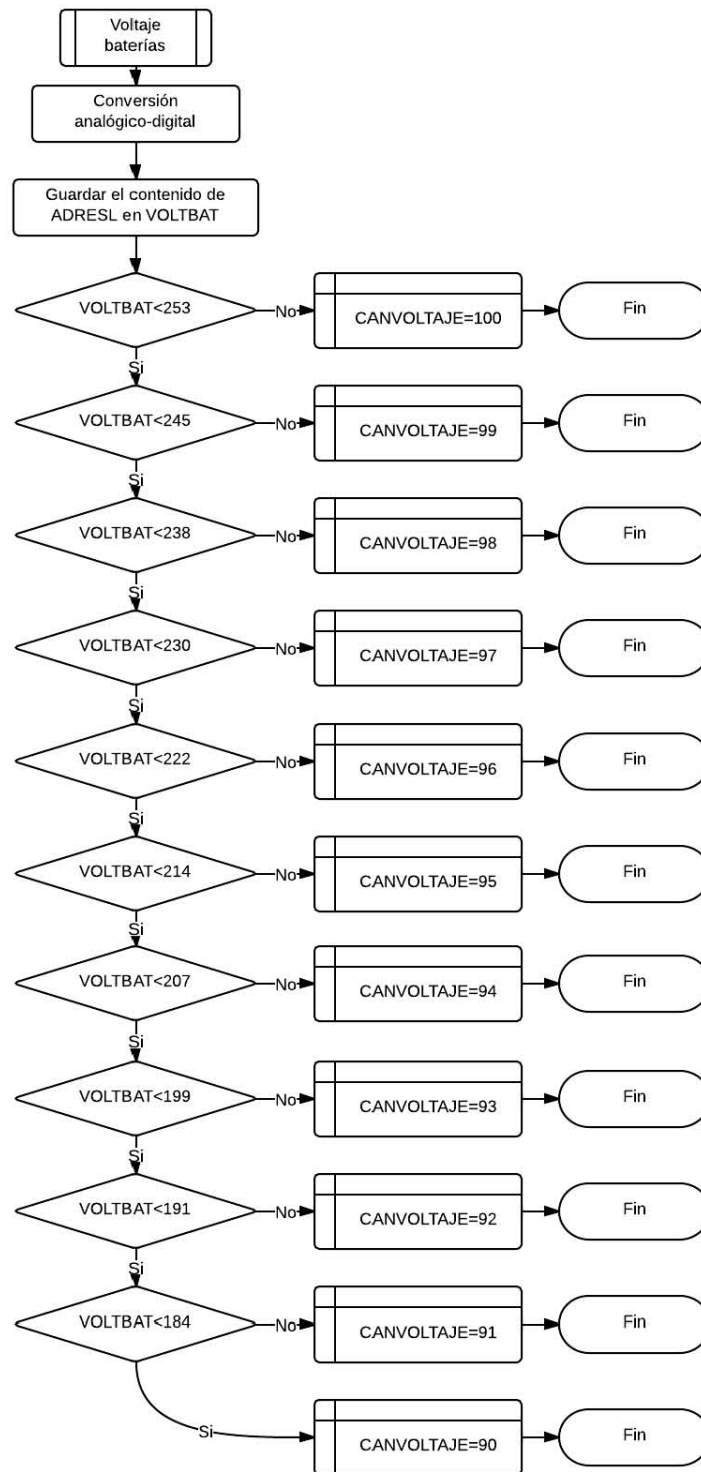 Voltaje
baterías
Conversión
analógico-digital
Guardar el contenido de
ADRESL en VOLTBAT
VOLTBAT<253
No
CANVOLTAJE=100
Fin
Si
VOLTBAT<245
No
CANVOLTAJE=99
Fin
Si
VOLTBAT<238
No
CANVOLTAJE=98
Fin
Si
VOLTBAT<230
No
CANVOLTAJE=97
Fin
Si
VOLTBAT<222
No
CANVOLTAJE=96
Fin
Si
VOLTBAT<214
No
CANVOLTAJE=95
Fin
Si
VOLTBAT<207
No
CANVOLTAJE=94
Fin
Si
VOLTBAT<199
No
CANVOLTAJE=93
Fin
Si
VOLTBAT<191
No
CANVOLTAJE=92
Fin
Si
VOLTBAT<184
No
CANVOLTAJE=91
Fin
Si
CANVOLTAJE=90
Fin